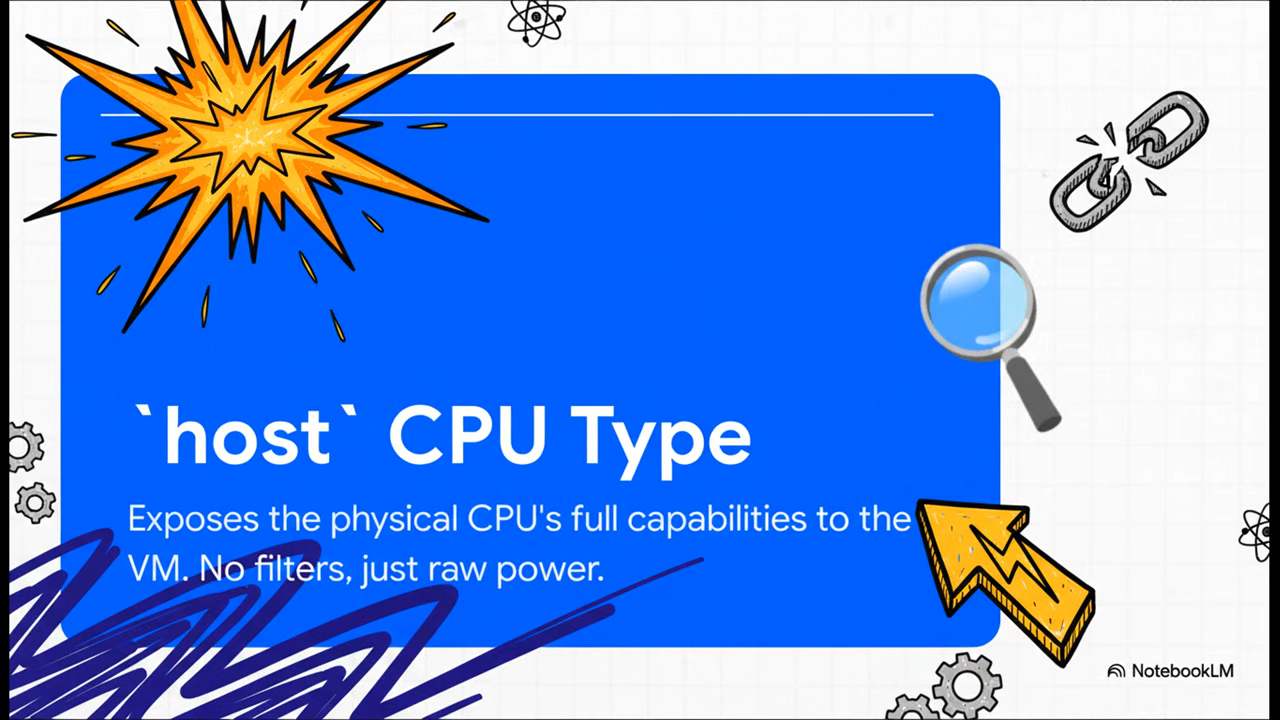 `host` CPU Type
Exposes the physical CPU's full capabilities to the
VM. No filters, just raw power.
NotebookLM